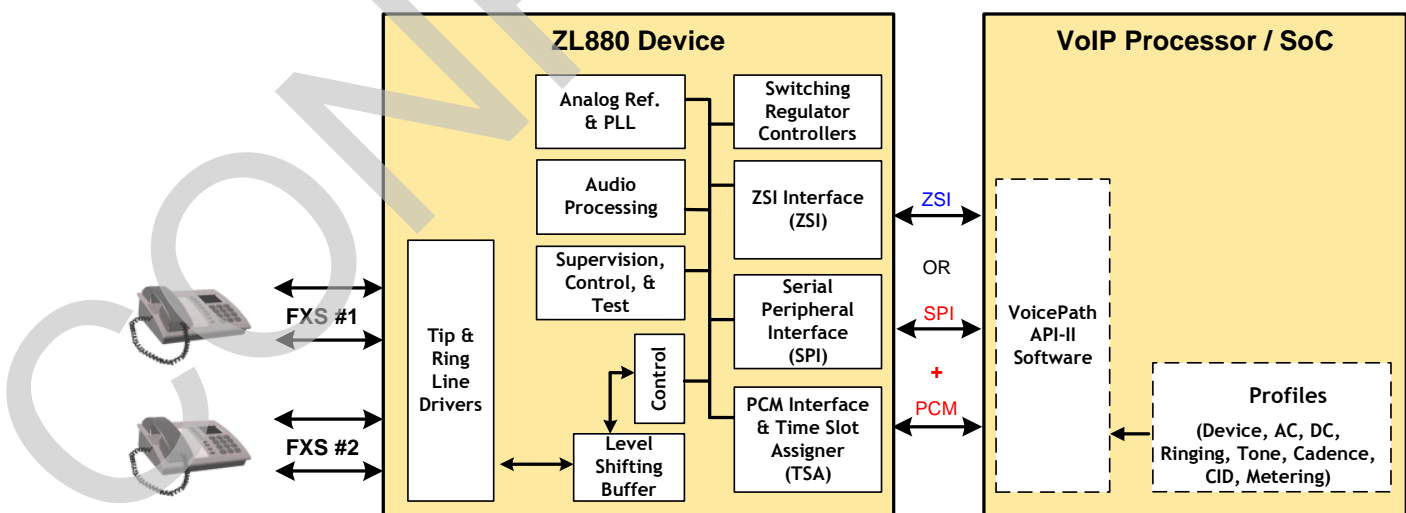 ZL880 Device
VoIP Processor / SoC
Analog Ref.
& PLL
Switching
Regulator
Controllers
Audio
Processing
ZSI Interface
(ZSI)
Supervision,
Control, &
Test
Serial
Peripheral
Interface
(SPI)
Control
PCM Interface
& Time Slot
Assigner
(TSA)
Level
Shifting
Buffer
Tip &
Ring
Line
Drivers
FXS #1
FXS #2
ZSI
OR
SPI
+
PCM
VoicePath
API-II
Software
Profiles
(Device, AC, DC,
Ringing, Tone, Cadence,
CID, Metering)
CON